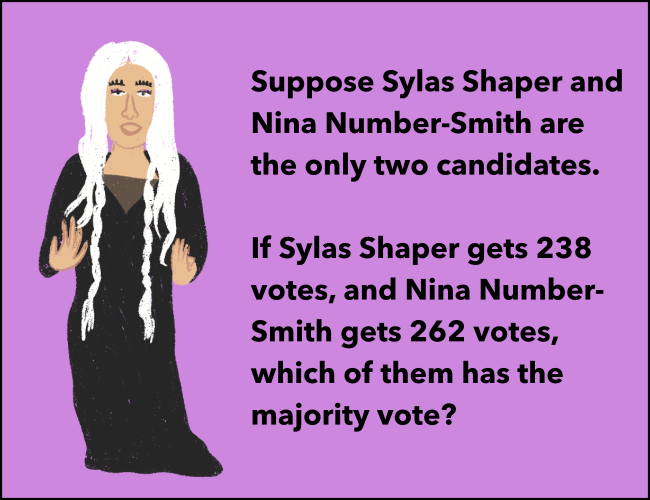 Suppose Sylas Shaper and
Nina Number-Smith are
the only two candidates.
If Sylas Shaper gets 238
votes, and Nina Number-
Smith gets 262 votes,
which of them has the
majority vote?